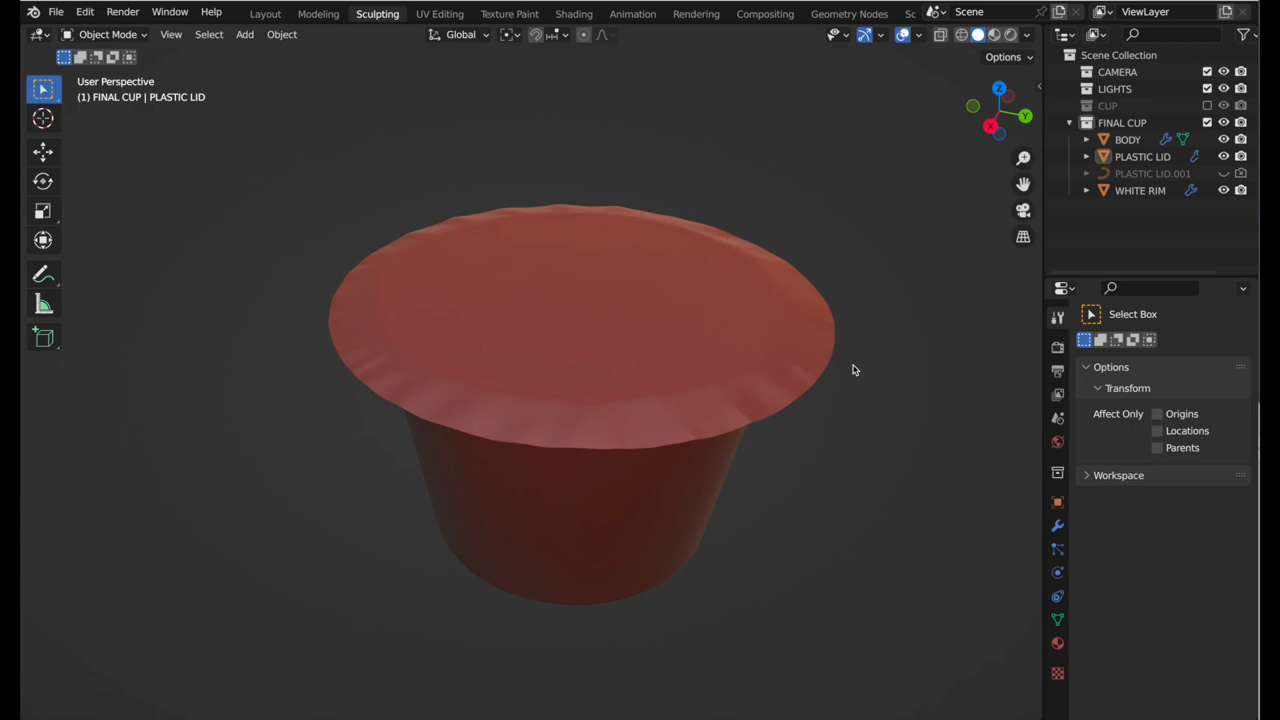 File Edit Render Window Help Layout Modeling Sculpting UV Editing Texture Paint Shading Animation Rendering Compositing Geometry Nodes Sc Scene ViewLayer
Object Mode View Select Add Object Global
Options
User Perspective
(1) FINAL CUP | PLASTIC LID
Z
Y
X
Scene Collection
CAMERA
LIGHTS
CUP
FINAL CUP
BODY
PLASTIC LID
PLASTIC LID.001
WHITE RIM
Select Box
Options
Transform
Affect Only Origins
Locations
Parents
Workspace